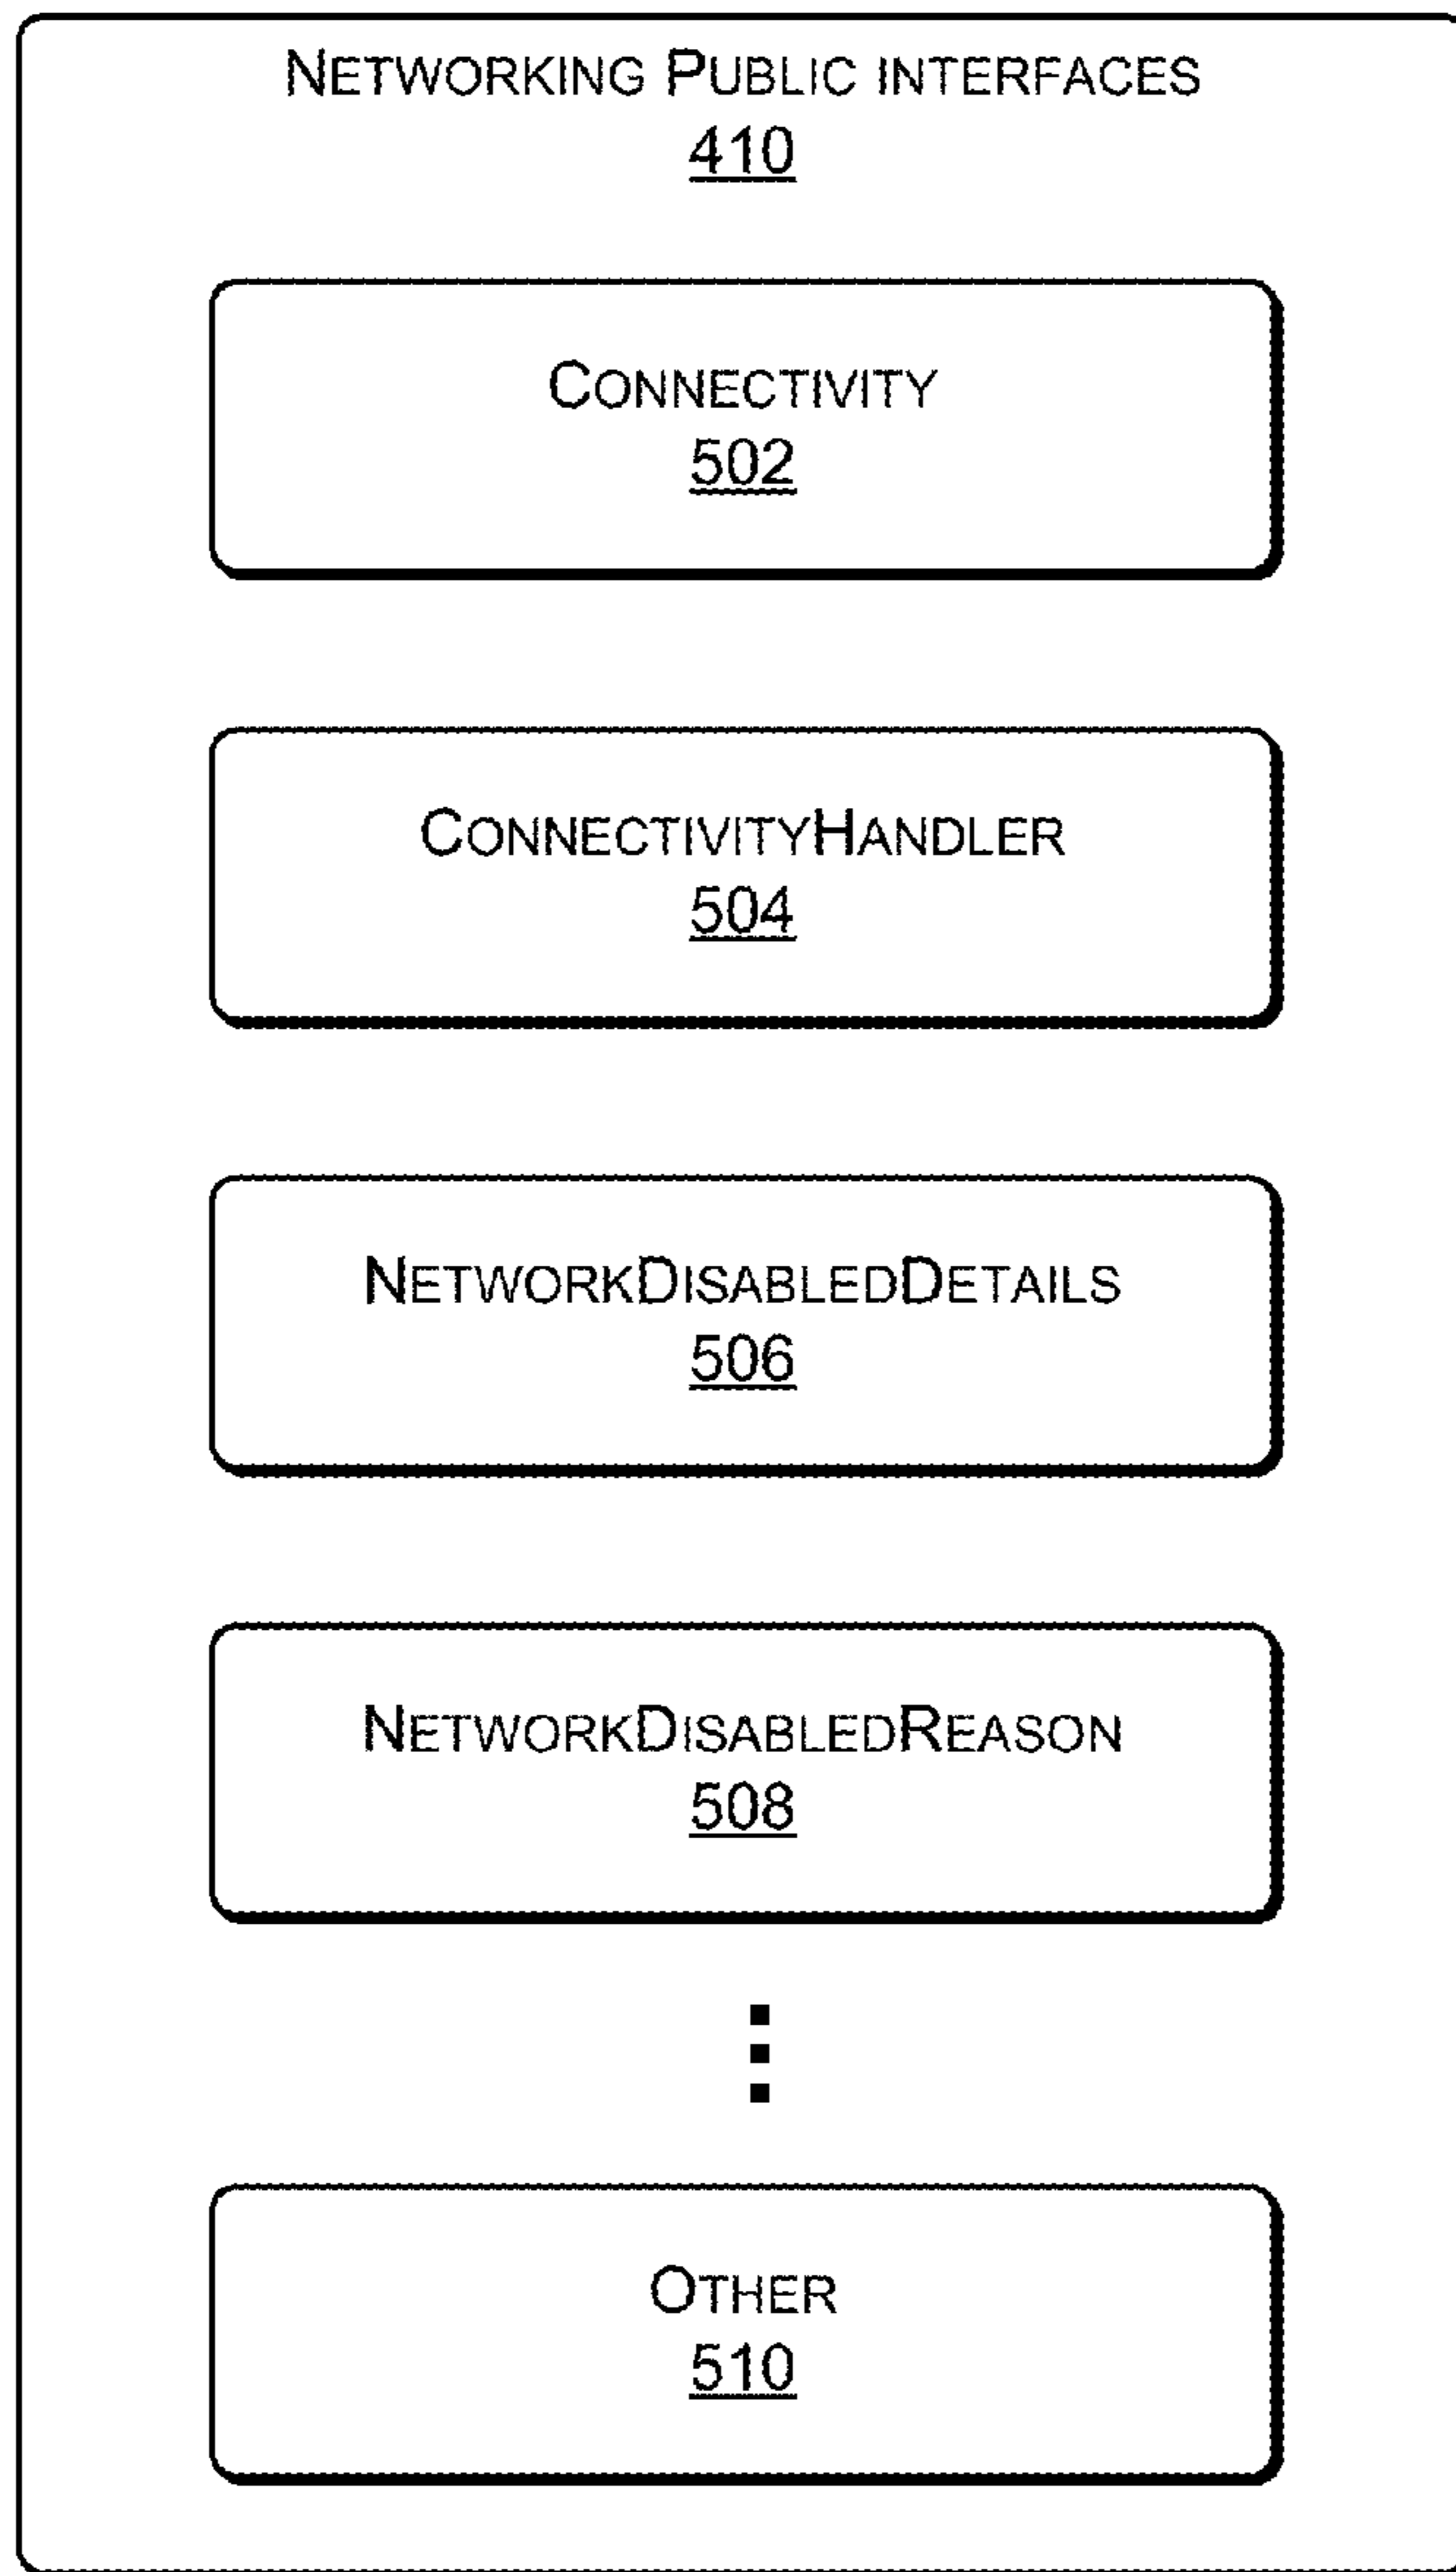 NETWORKING PUBLIC INTERFACES
410
CONNECTIVITY
502
CONNECTIVITYHANDLER
504
NETWORKDISABLEDDETAILS
506
NETWORKDISABLEDREASON
508
OTHER
510